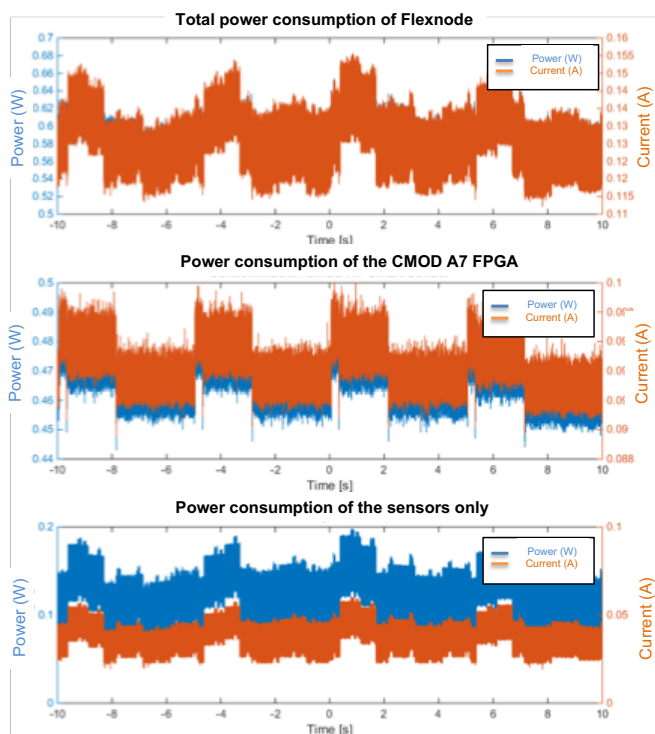 Total power consumption of Flexnode
0.7 0.68 0.66 0.64 0.62 0.6 0.58 0.56 0.54 0.52 0.5
Power (W)
Power (W)
Current (A)
0.16 0.155 0.15 0.145 0.14 0.135 0.13 0.125 0.12 0.115
Current (A)
-10 -8 -6 -4 -2 0 2 4 6 8 10
Time [s]
Power consumption of the CMOD A7 FPGA
0.5 0.49 0.48 0.47 0.46 0.45 0.44
Power (W)
Power (W)
Current (A)
0.1 0.09 0.088
Current (A)
-10 -8 -6 -4 -2 0 2 4 6 8 10
Time [s]
Power consumption of the sensors only
0.2 0.1 0
Power (W)
Power (W)
Current (A)
0.1 0.05 0
Current (A)
-10 -8 -6 -4 -2 0 2 4 6 8 10
Time [s]